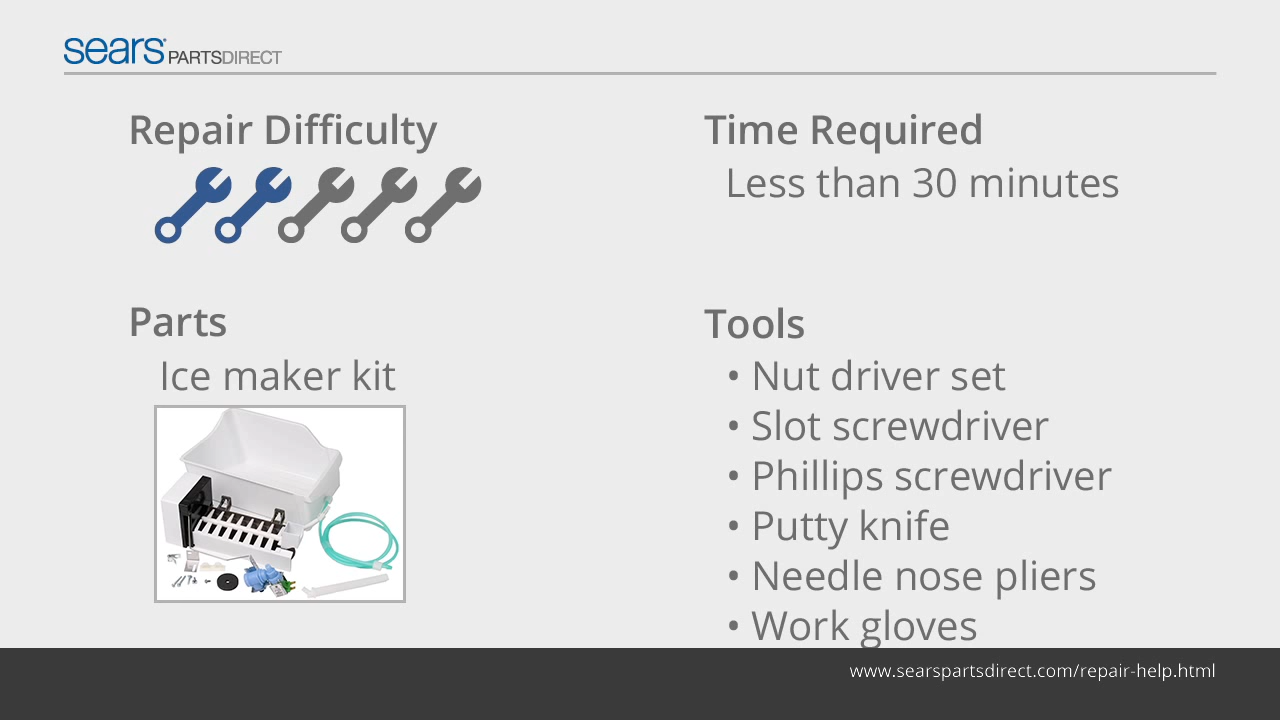 sears PARTSDIRECT
Repair Difficulty
Time Required
Less than 30 minutes
Parts
Ice maker kit
Tools
• Nut driver set
• Slot screwdriver
• Phillips screwdriver
• Putty knife
• Needle nose pliers
• Work gloves
www.searspartsdirect.com/repair-help.html